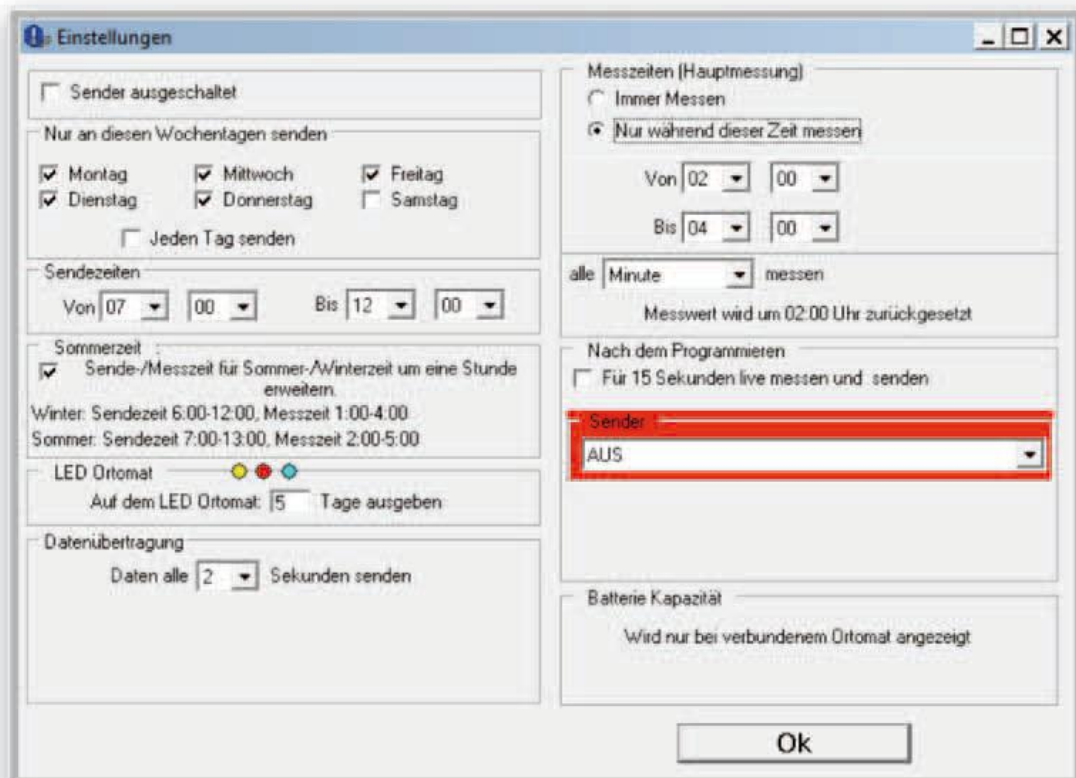 Einstellungen
Sender ausgeschaltet
Nur an diesen Wochentagen senden
Montag Mittwoch Freitag
Dienstag Donnerstag Samstag
Jeden Tag senden
Sendezeiten
Von 07 00 Bis 12 00
Sommerzeit :
Sende-/Messzeit für Sommer-/Winterzeit um eine Stunde
erweitern.
Winter: Sendezeit 6:00-12:00, Messzeit 1:00-4:00
Sommer: Sendezeit 7:00-13:00, Messzeit 2:00-5:00
LED Ortomat
Auf dem LED Ortomat: 5 Tage ausgeben
Datenübertragung
Daten alle 2 Sekunden senden
Messzeiten (Hauptmessung)
Immer Messen
Nur während dieser Zeit messen
Von 02 00
Bis 04 00
alle Minute messen
Messwert wird um 02:00 Uhr zurückgesetzt
Nach dem Programmieren
Für 15 Sekunden live messen und senden
Sender :
AUS
Batterie Kapazität
Wird nur bei verbundenem Ortomat angezeigt
Ok